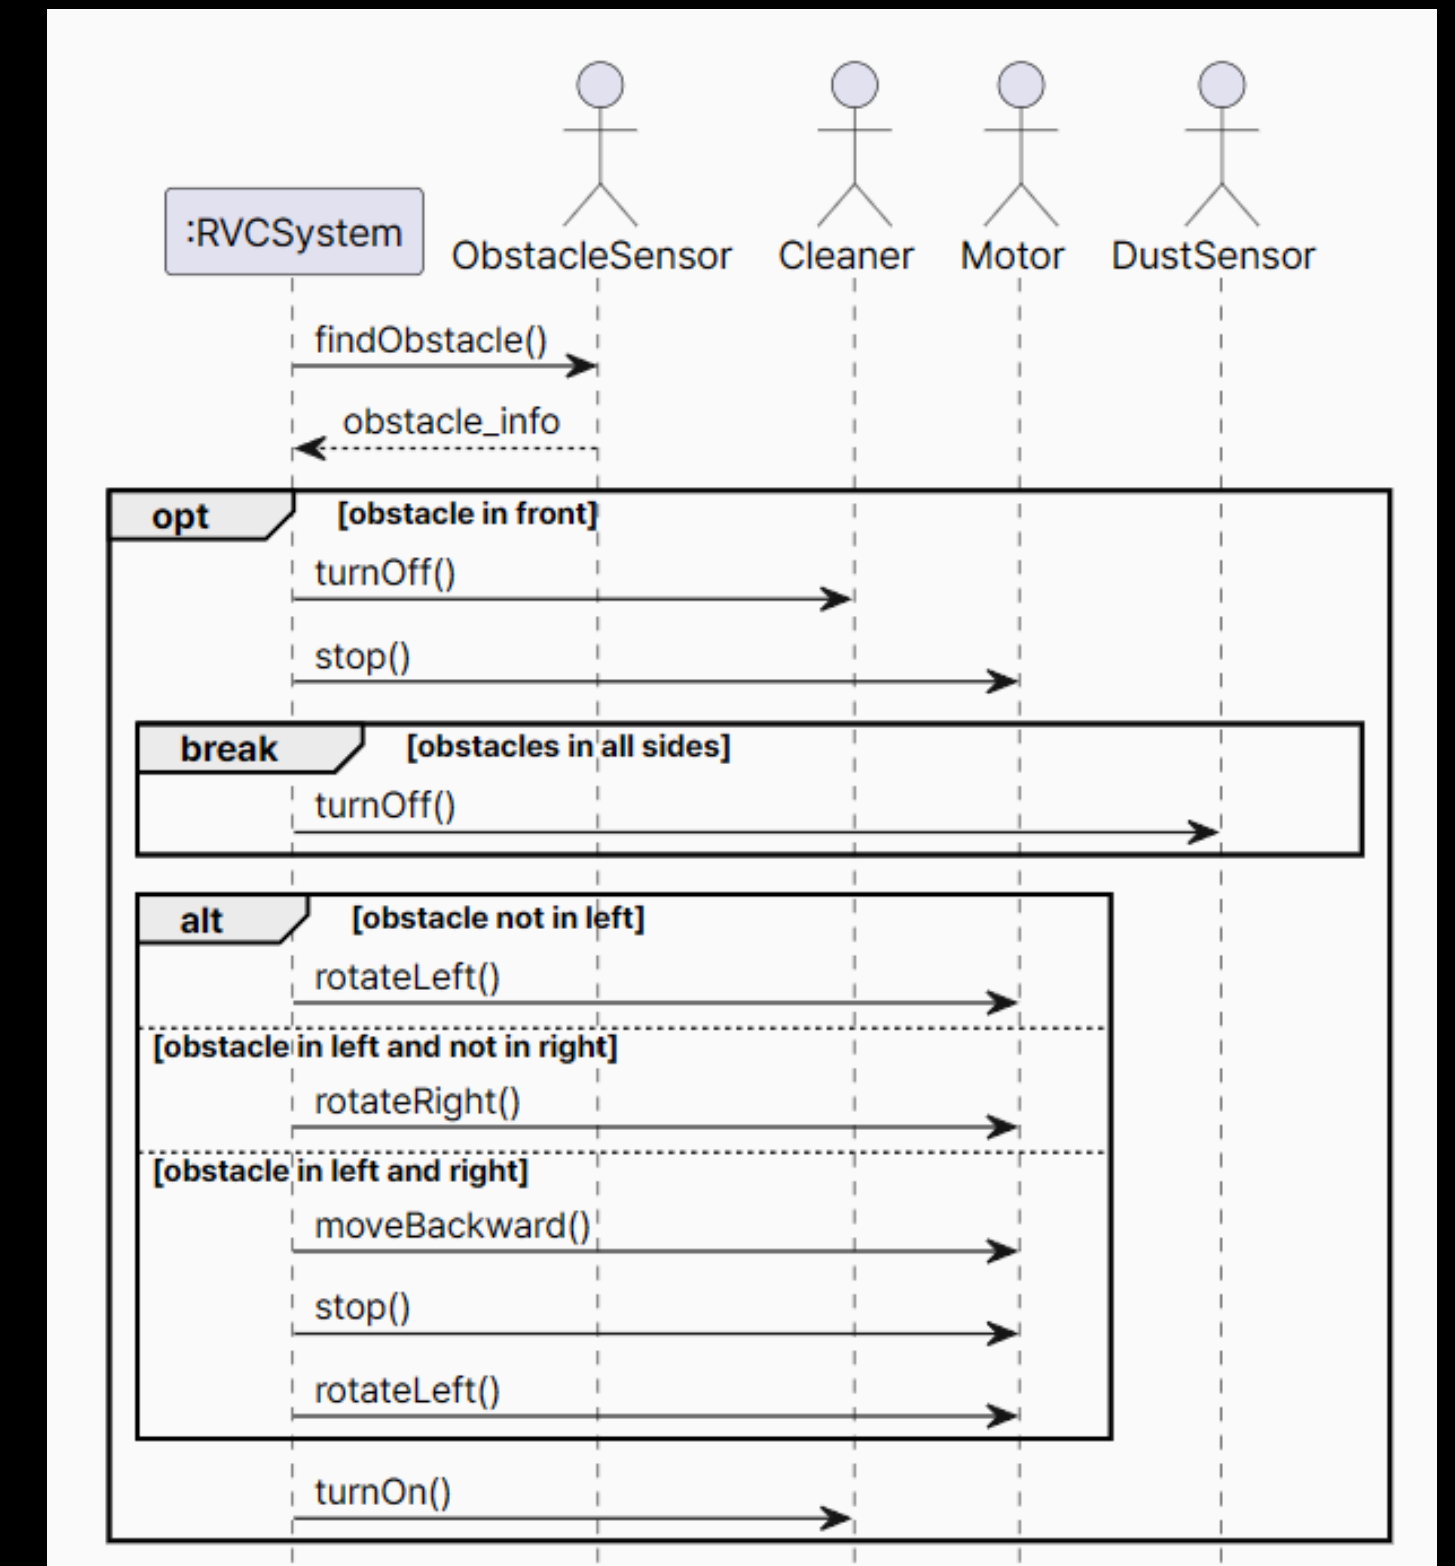 :RVCSystem
ObstacleSensor
Cleaner
Motor
DustSensor
findObstacle()
obstacle_info
opt
[obstacle in front]
turnOff()
stop()
break
[obstacles in all sides]
turnOff()
alt
[obstacle not in left]
rotateLeft()
[obstacle in left and not in right]
rotateRight()
[obstacle in left and right]
moveBackward()
stop()
rotateLeft()
turnOn()